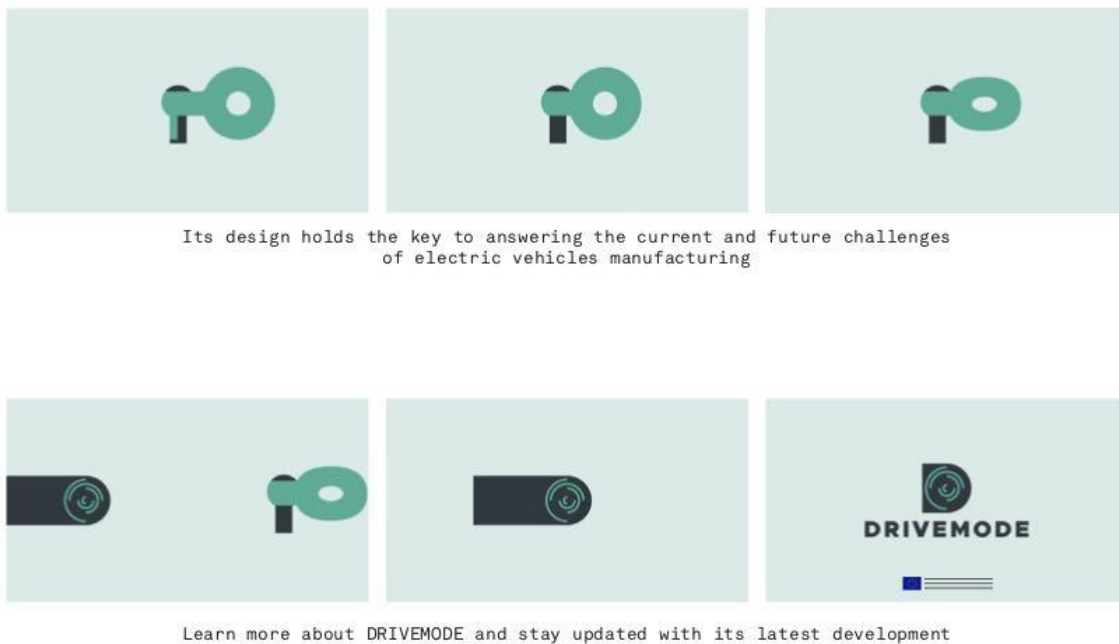 Its design holds the key to answering the current and future challenges
of electric vehicles manufacturing
DRIVEMODE
Learn more about DRIVEMODE and stay updated with its latest development